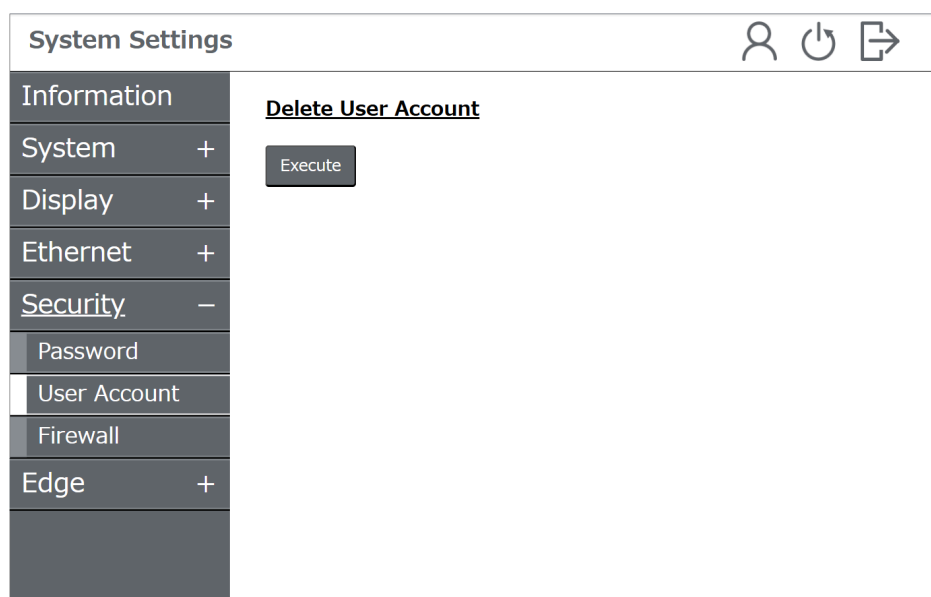 System Settings
Information
System +
Display +
Ethernet +
Security −
Password
User Account
Firewall
Edge +
Delete User Account
Execute